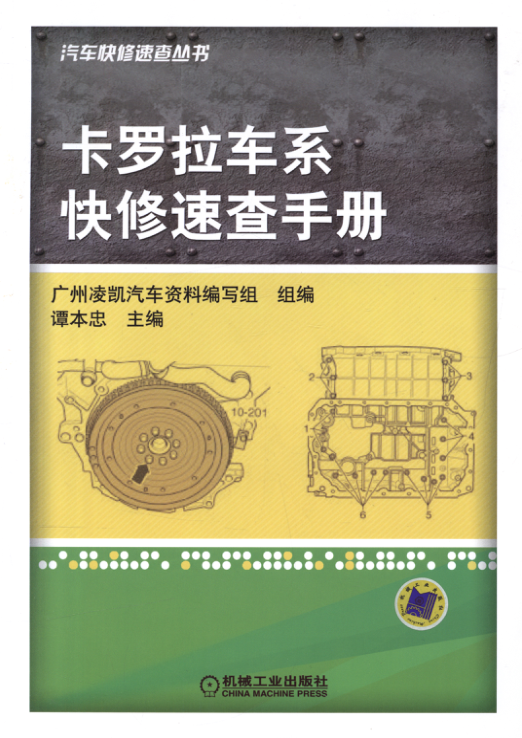 汽车快修速查丛书
卡罗拉车系
快修速查手册
广州凌凯汽车资料编写组 组编
谭本忠 主编
10-201
2
3
1
4
6
5
机械工业出版社
CHINA MACHINE PRESS